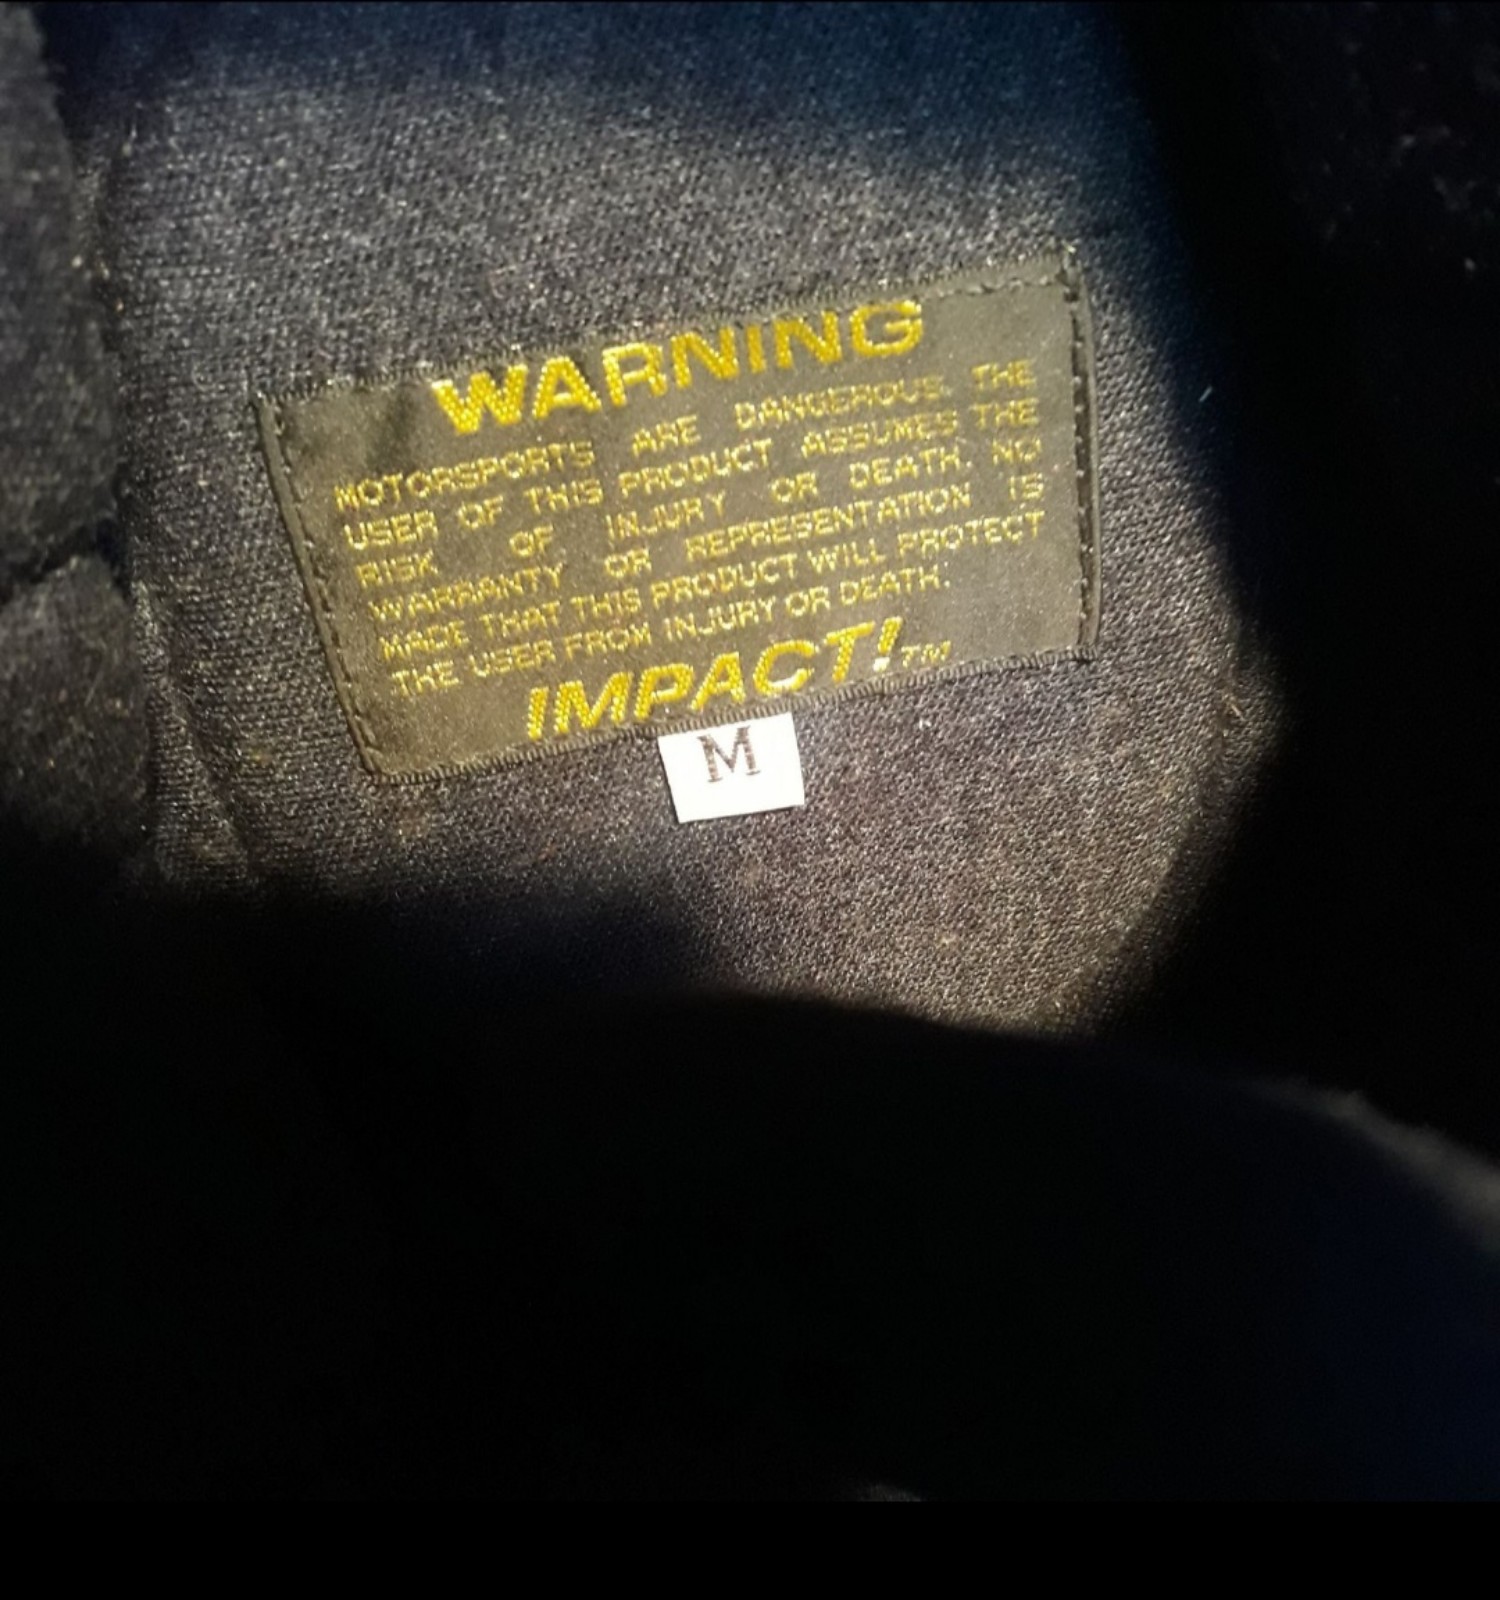 WARNING
MOTORSPORTS ARE DANGEROUS. THE
USER OF THIS PRODUCT ASSUMES THE
RISK OF INJURY OR DEATH. NO
WARRANTY OR REPRESENTATION IS
MADE THAT THIS PRODUCT WILL PROTECT
THE USER FROM INJURY OR DEATH.
IMPACT!TM
M